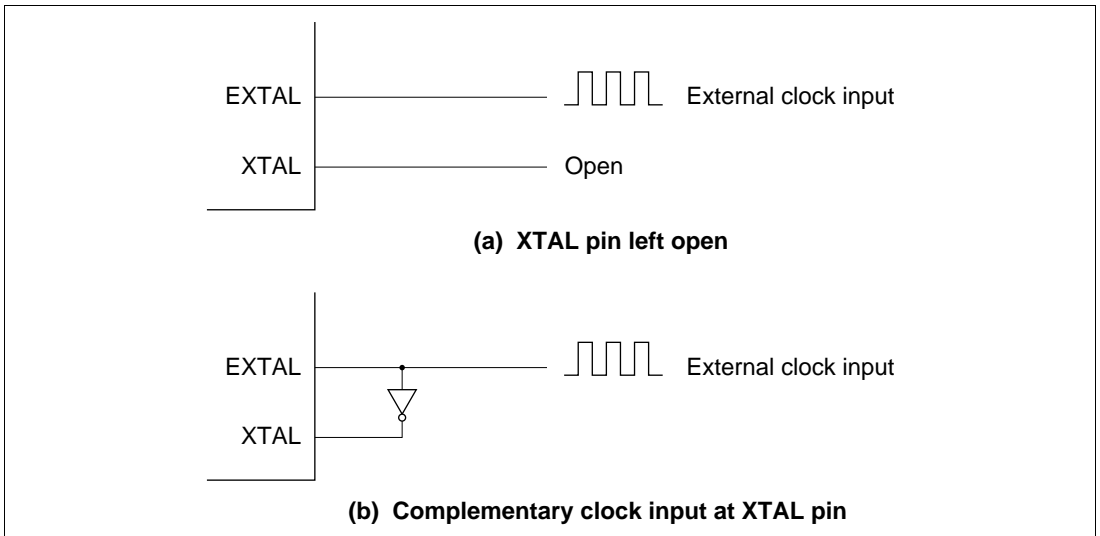 EXTAL External clock input
XTAL Open
(a) XTAL pin left open
EXTAL External clock input
XTAL
(b) Complementary clock input at XTAL pin